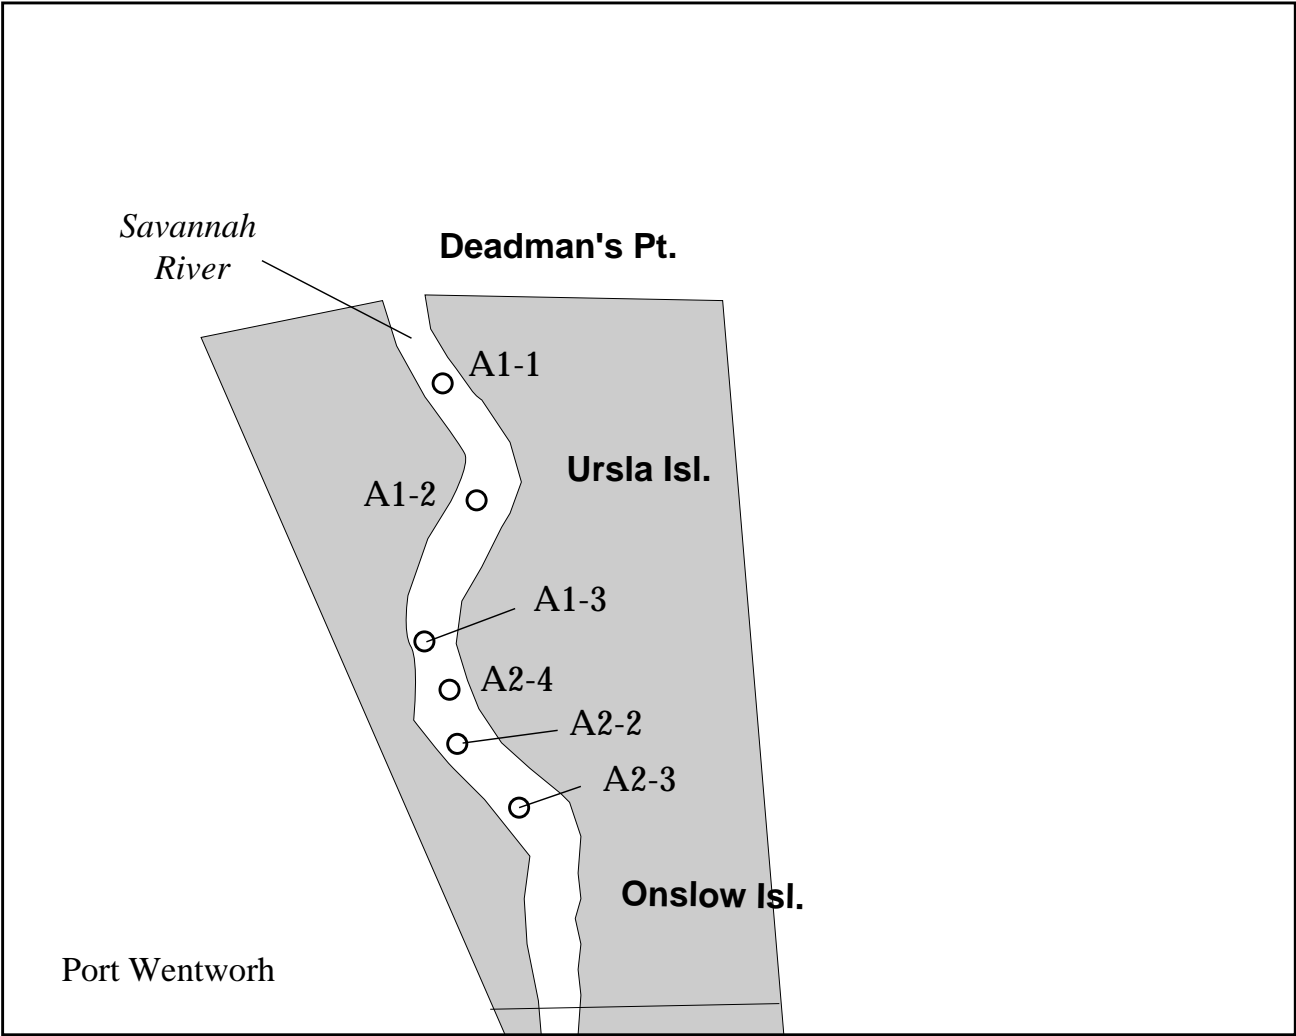 Savannah
River
Deadman's Pt.
A1-1
Ursla Isl.
A1-2
A1-3
A2-4
A2-2
A2-3
Onslow Isl.
Port Wentworh